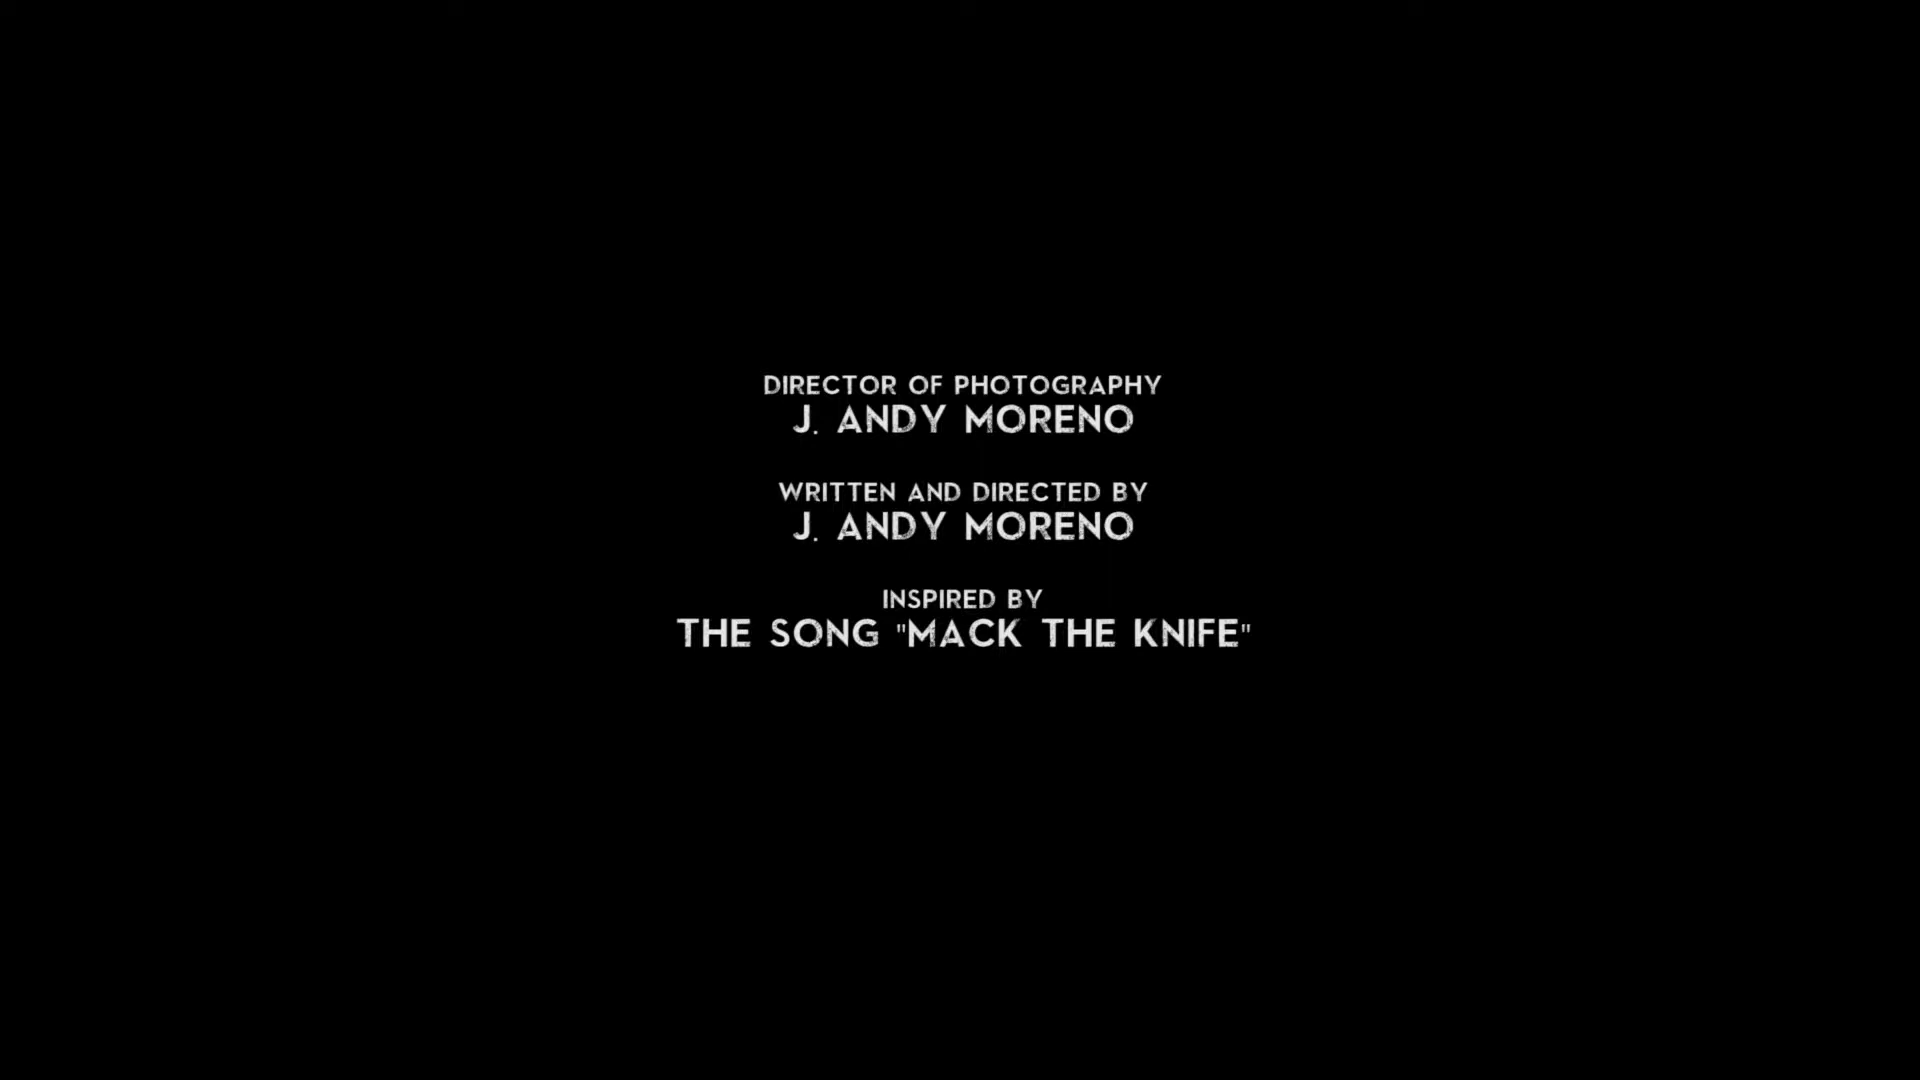 DIRECTOR OF PHOTOGRAPHY
J. ANDY MORENO
WRITTEN AND DIRECTED BY
J. ANDY MORENO
INSPIRED BY
THE SONG "MACK THE KNIFE"